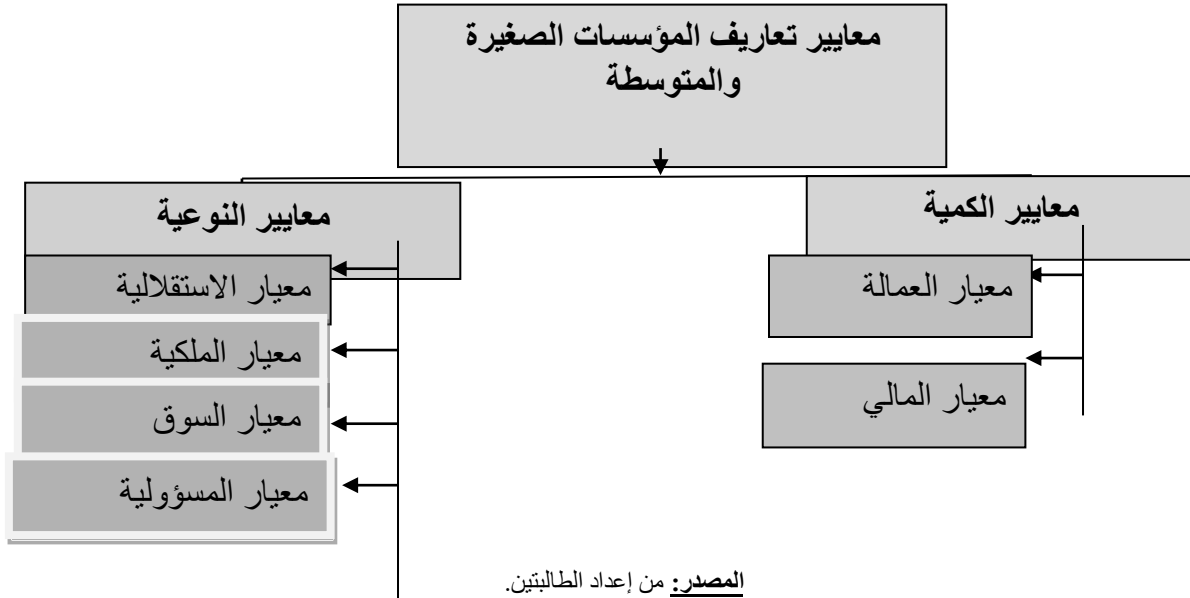 معايير تعاريف المؤسسات الصغيرة
والمتوسطة
معايير الكمية
معايير النوعية
معيار العمالة
معيار المالي
معيار الاستقلالية
معيار الملكية
معيار السوق
معيار المسؤولية
المصدر: من إعداد الطالبتين.